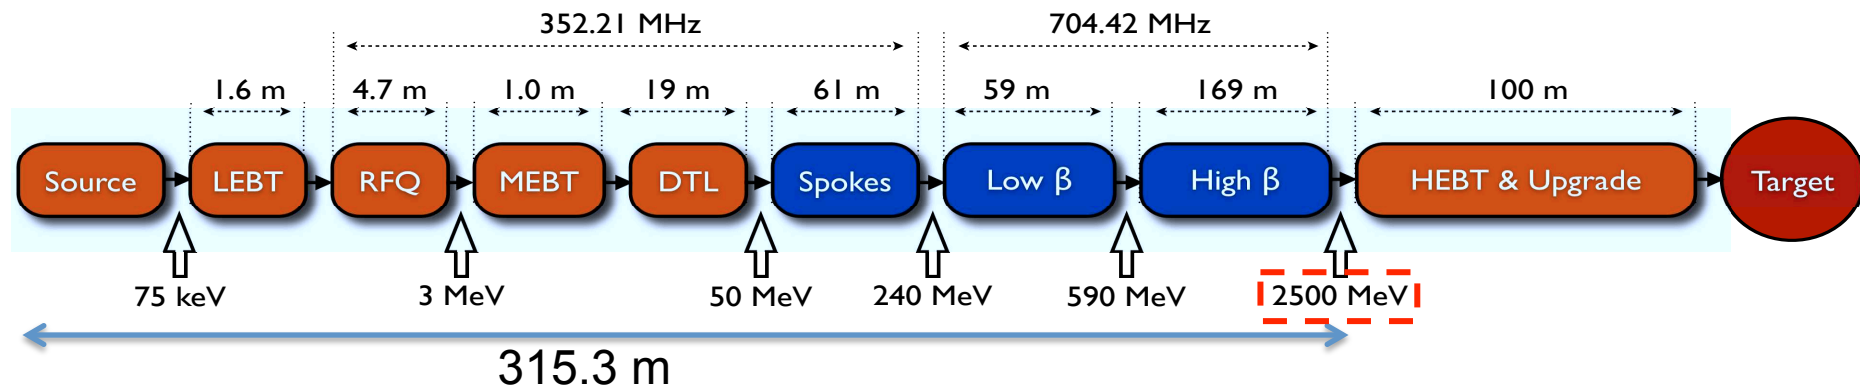 352.21 MHz 704.42 MHz
1.6 m 4.7 m 1.0 m 19 m 61 m 59 m 169 m 100 m
Source LEBT RFQ MEBT DTL Spokes Low β High β HEBT & Upgrade Target
75 keV 3 MeV 50 MeV 240 MeV 590 MeV 2500 MeV
315.3 m